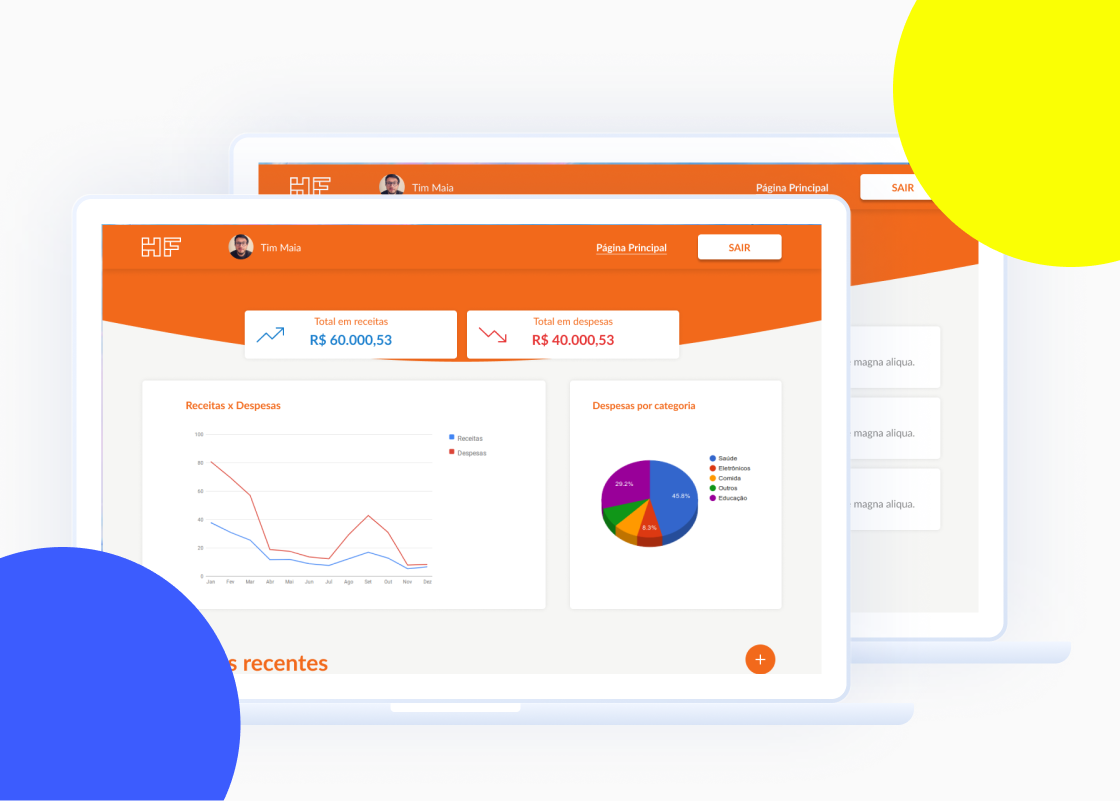 HF
Tim Maia
Página Principal
SAIR
HF
Tim Maia
Página Principal
SAIR
Total em receitas
R$ 60.000,53
Total em despesas
R$ 40.000,53
magna aliqua.
magna aliqua.
magna aliqua.
Receitas x Despesas
100
80
60
40
20
0
Jan Fev Mar Abr Mai Jun Jul Ago Set Out Nov Dez
Receitas
Despesas
Despesas por categoria
29.2%
45.8%
8.3%
Saúde
Eletrônicos
Comida
Outros
Educação
s recentes
+